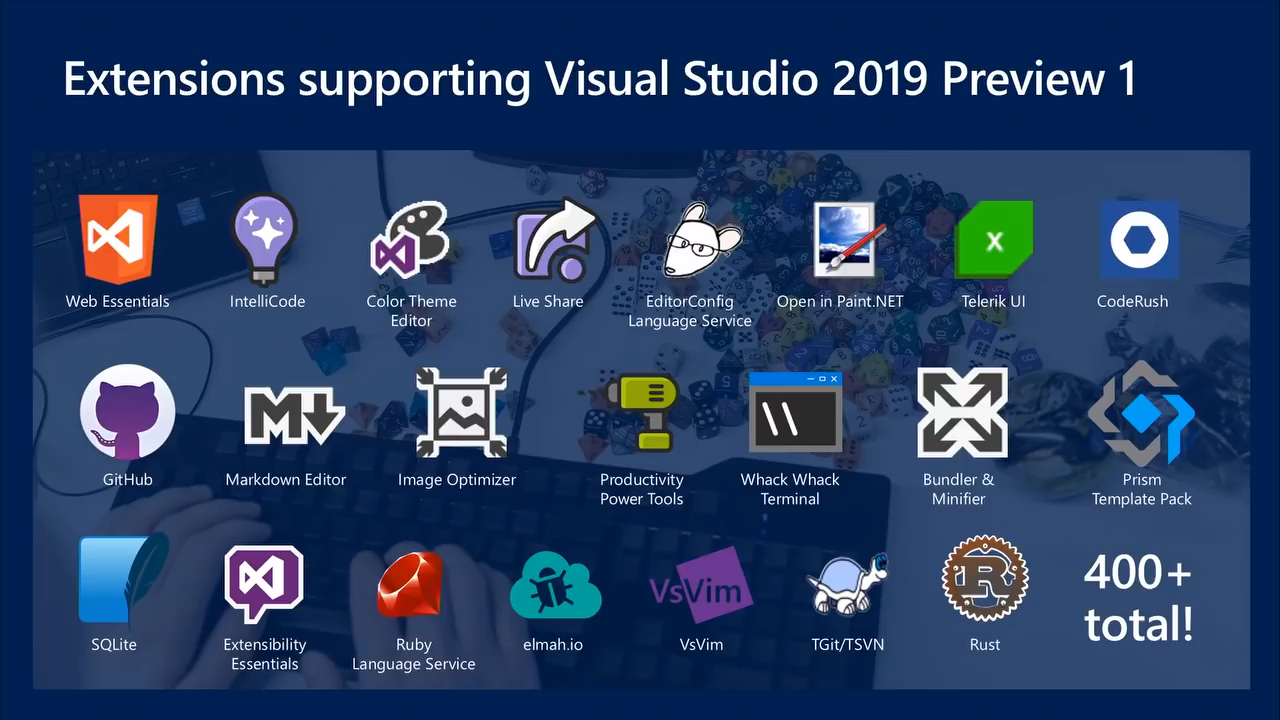 Extensions supporting Visual Studio 2019 Preview 1
Web Essentials
IntelliCode
Color Theme
Editor
Live Share
EditorConfig
Language Service
Open in Paint.NET
X
Telerik UI
CodeRush
GitHub
M
Markdown Editor
Image Optimizer
Productivity
Power Tools
\\
Whack Whack
Terminal
Bundler &
Minifier
Prism
Template Pack
SQLite
Extensibility
Essentials
Ruby
Language Service
elmah.io
VsVim
VsVim
TGit/TSVN
R
Rust
400+
total!